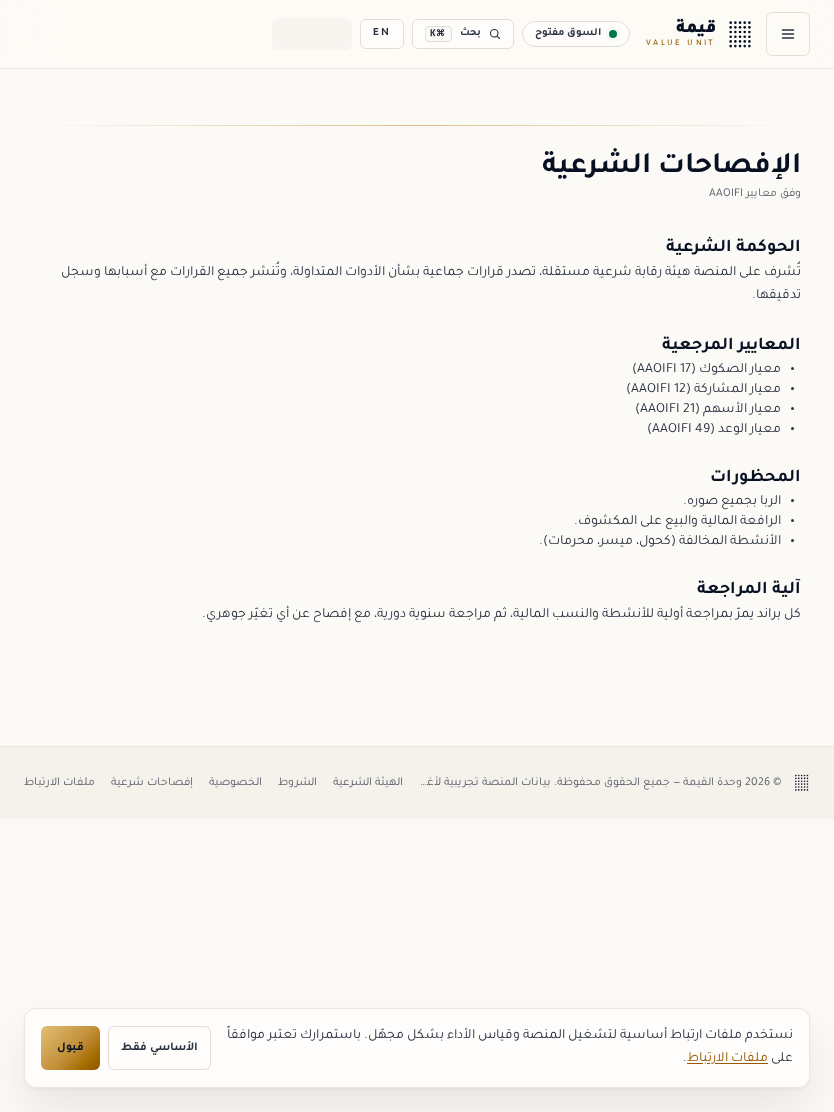 قيمة
VALUE UNIT
السوق مفتوح
بحث
⌘K
EN
الإفصاحات الشرعية
وفق معايير AAOIFI
الحوكمة الشرعية
تُشرف على المنصة هيئة رقابة شرعية مستقلة، تصدر قرارات جماعية بشأن الأدوات المتداولة، وتُنشر جميع القرارات مع أسبابها وسجل
تدقيقها.
المعايير المرجعية
• معيار الصكوك (AAOIFI 17)
• معيار المشاركة (AAOIFI 12)
• معيار الأسهم (AAOIFI 21)
• معيار الوعد (AAOIFI 49)
المحظورات
• الربا بجميع صوره.
• الرافعة المالية والبيع على المكشوف.
• الأنشطة المخالفة (كحول، ميسر، محرمات).
آلية المراجعة
كل براند يمرّ بمراجعة أولية للأنشطة والنسب المالية، ثم مراجعة سنوية دورية، مع إفصاح عن أي تغيّر جوهري.
© 2026 وحدة القيمة — جميع الحقوق محفوظة. بيانات المنصة تجريبية لأغ...
الهيئة الشرعية
الشروط
الخصوصية
إفصاحات شرعية
ملفات الارتباط
نستخدم ملفات ارتباط أساسية لتشغيل المنصة وقياس الأداء بشكل مجهّل. باستمرارك تعتبر موافقاً
على ملفات الارتباط.
الأساسي فقط
قبول